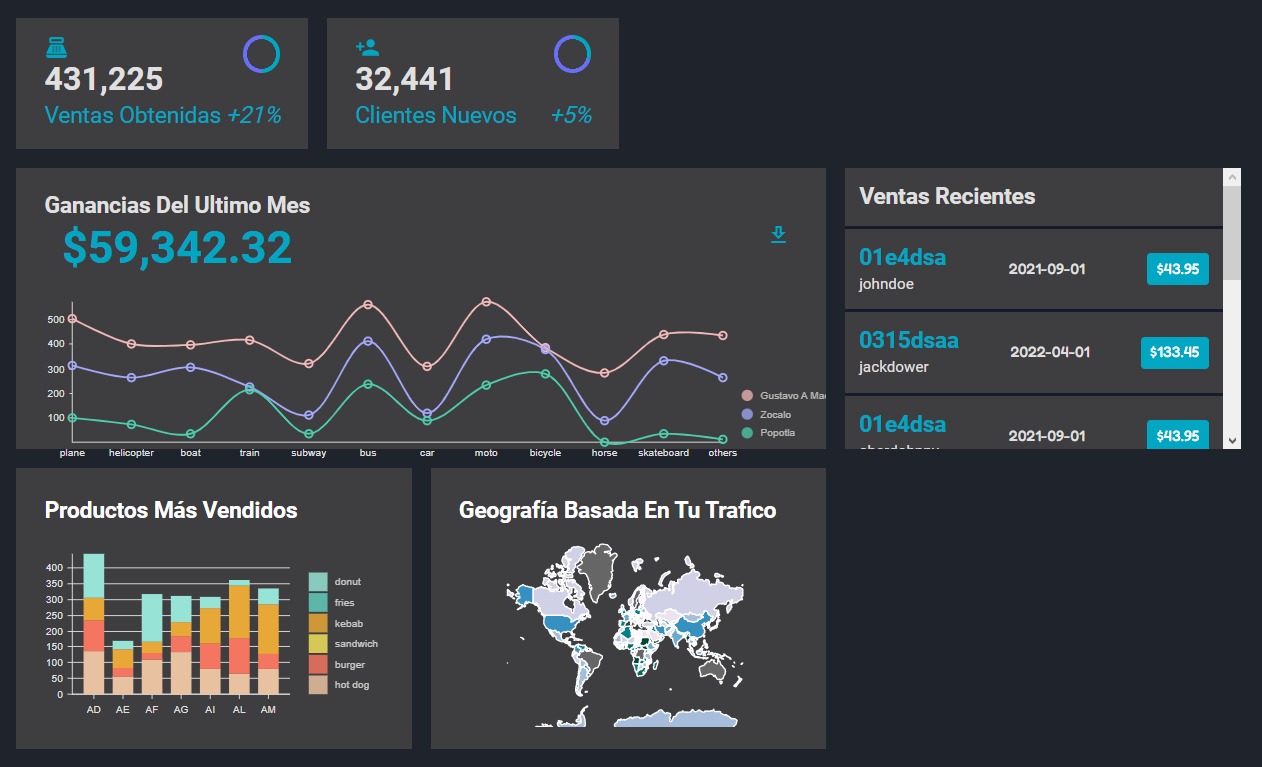 431,225
Ventas Obtenidas +21%
32,441
Clientes Nuevos +5%
Ganancias Del Ultimo Mes
$59,342.32
500
400
300
200
100
plane helicopter boat train subway bus car moto bicycle horse skateboard others
Gustavo A Ma
Zocalo
Popotla
Ventas Recientes
01e4dsa
johndoe
2021-09-01
$43.95
0315dsaa
jackdower
2022-04-01
$133.45
01e4dsa
2021-09-01
$43.95
Productos Más Vendidos
400
350
300
250
200
150
100
50
0
AD AE AF AG AI AL AM
donut
fries
kebab
sandwich
burger
hot dog
Geografía Basada En Tu Trafico